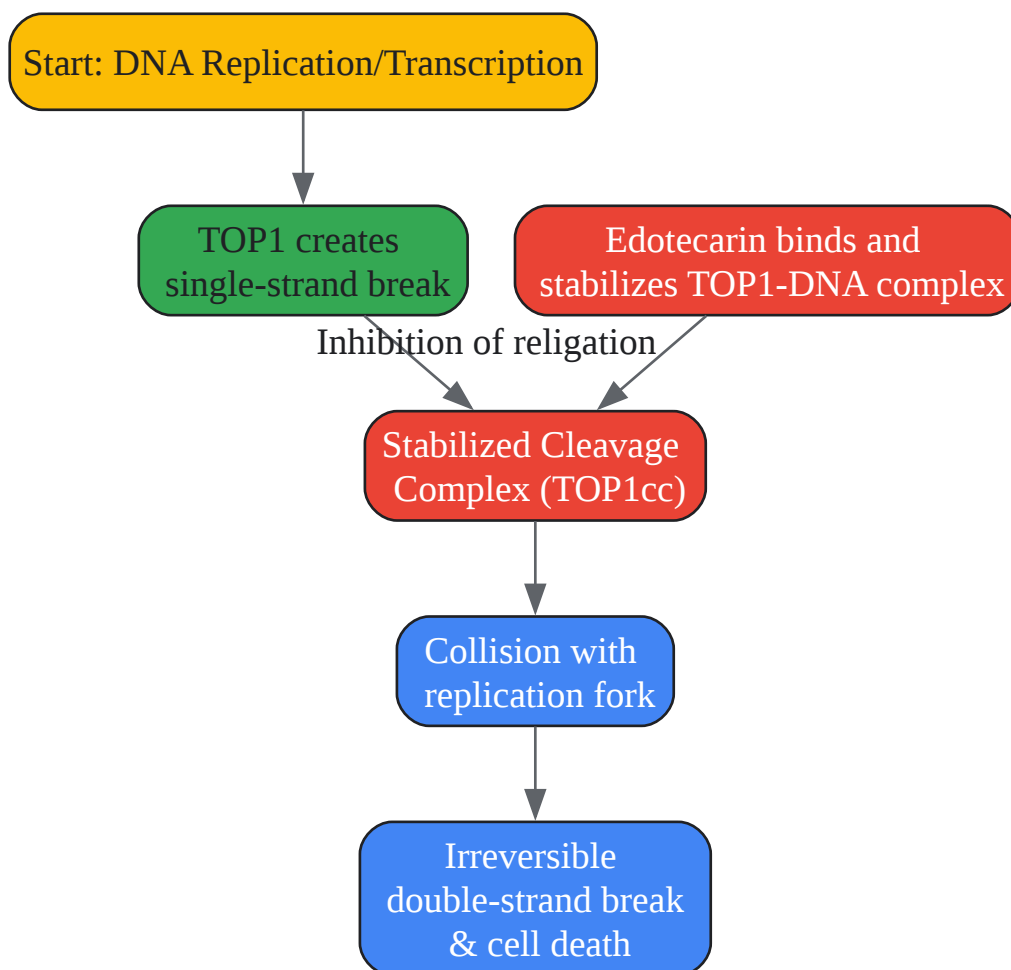 Start: DNA Replication/Transcription
TOP1 creates
single-strand break
Edotecarin binds and
stabilizes TOP1-DNA complex
Inhibition of religation
Stabilized Cleavage
Complex (TOP1cc)
Collision with
replication fork
Irreversible
double-strand break
& cell death